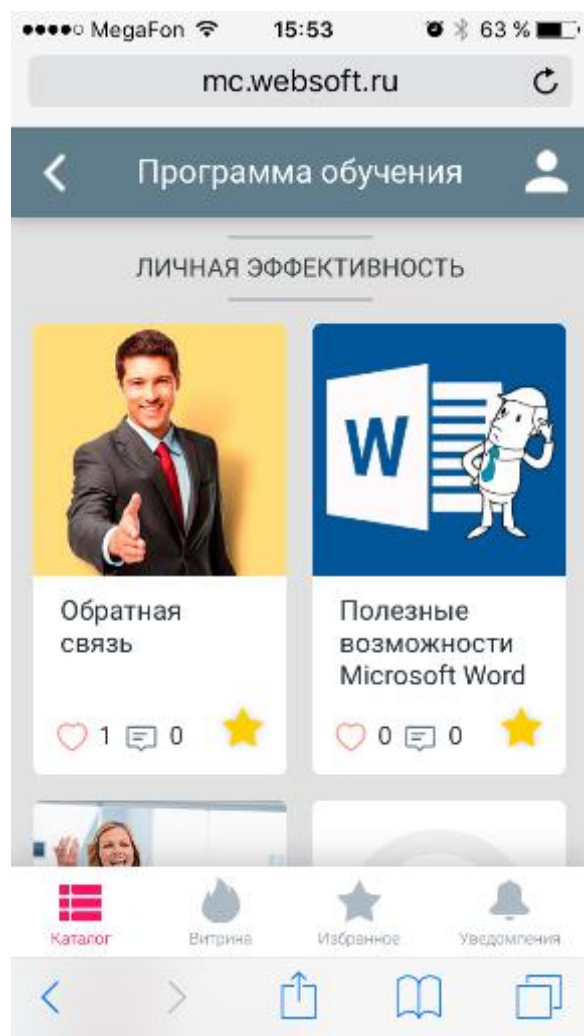 MegaFon 15:53 63 %
mc.websoft.ru
Программа обучения
ЛИЧНАЯ ЭФФЕКТИВНОСТЬ
W
Обратная
связь
1 0
Полезные
возможности
Microsoft Word
0 0
Каталог Витрина Избранное Уведомления